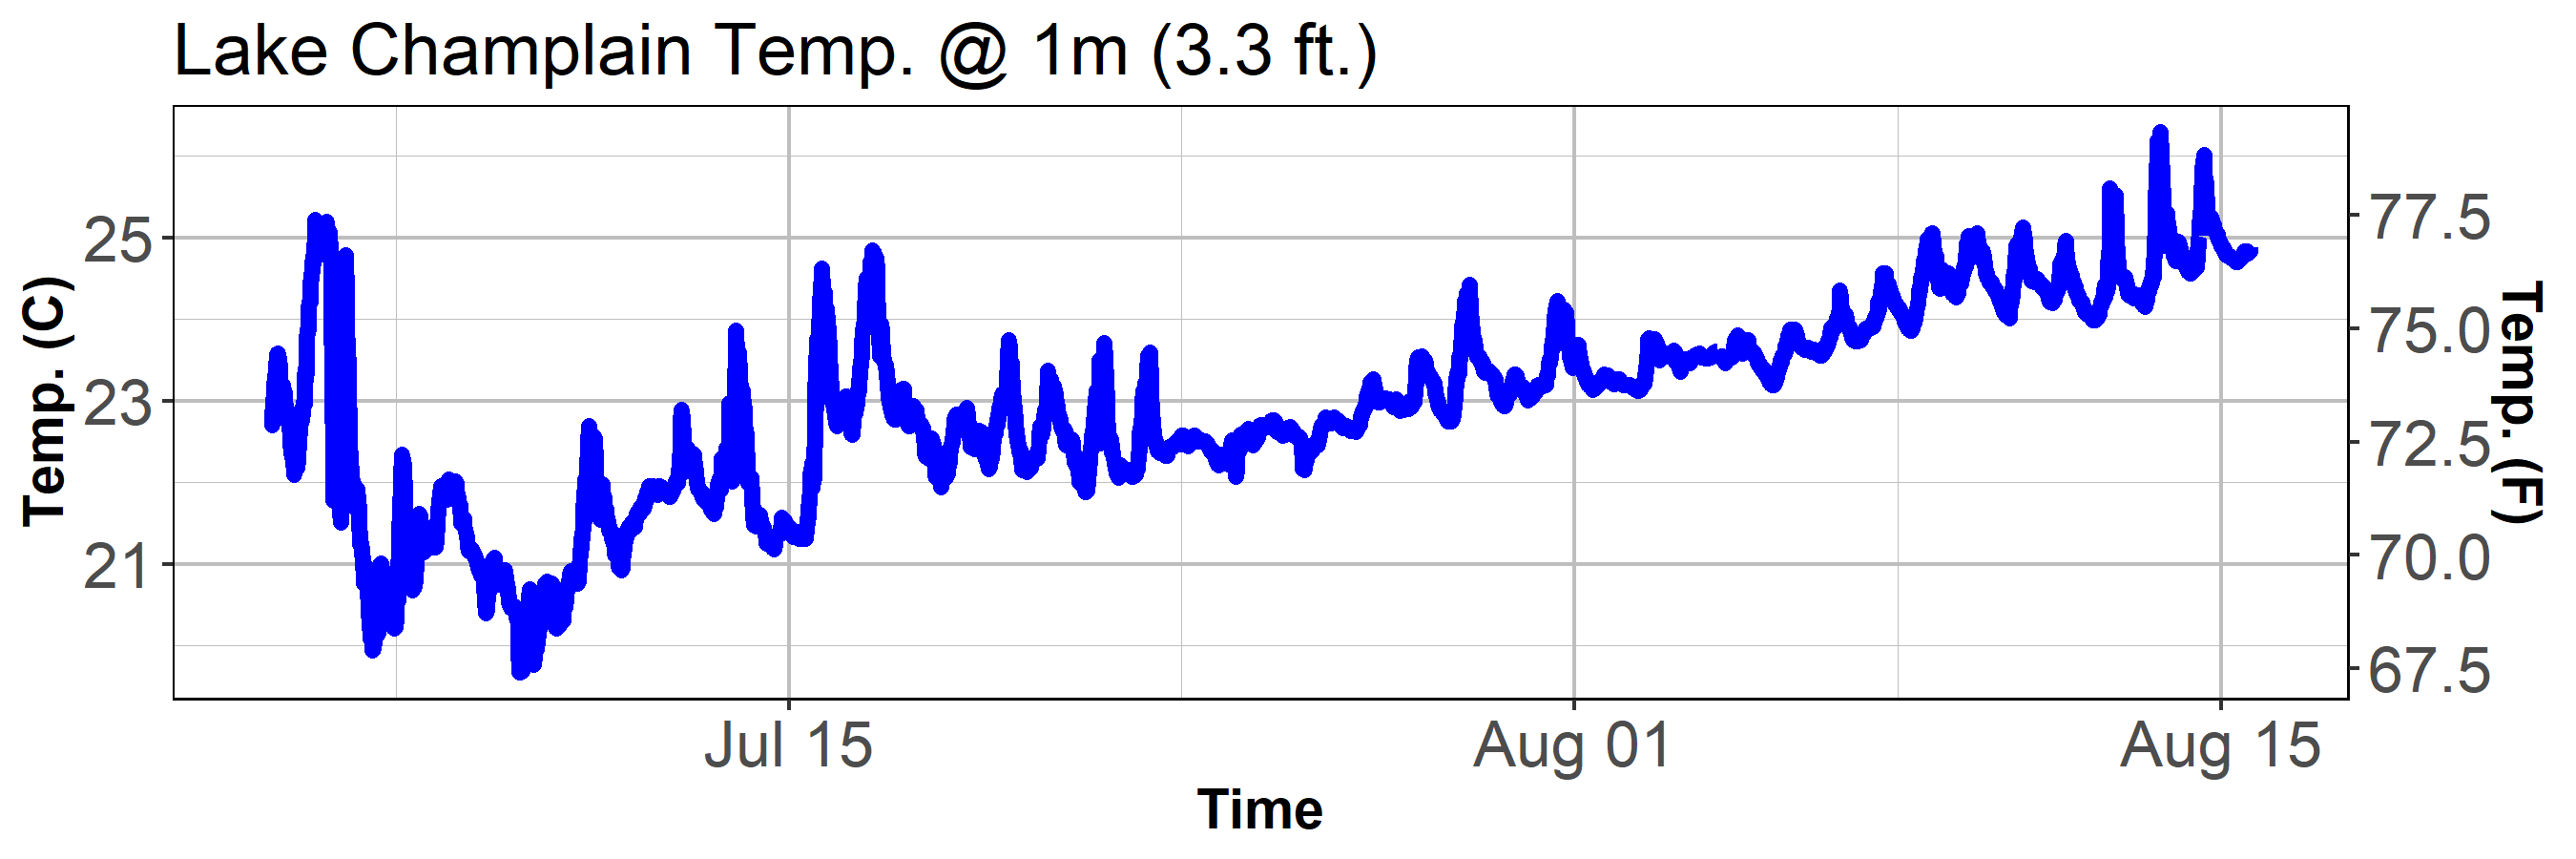 Lake Champlain Temp. @ 1m (3.3 ft.)
Temp. (C)
25
23
21
77.5
75.0
72.5
70.0
67.5
Temp. (F)
Jul 15
Aug 01
Aug 15
Time